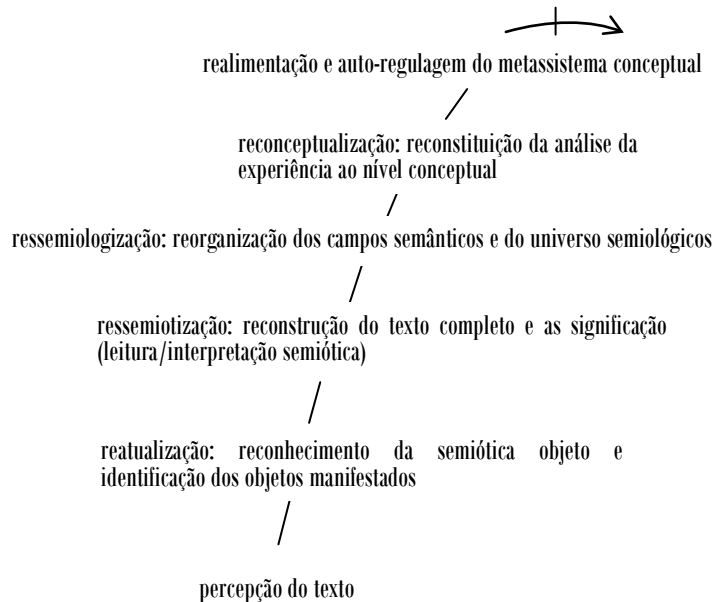 realimentação e auto-regulagem do metassistema conceptual
reconceptualização: reconstituição da análise da
experiência ao nível conceptual
ressemiologização: reorganização dos campos semânticos e do universo semiológicos
ressemiotização: reconstrução do texto completo e as significação
(leitura/interpretação semiótica)
reatualização: reconhecimento da semiótica objeto e
identificação dos objetos manifestados
percepção do texto